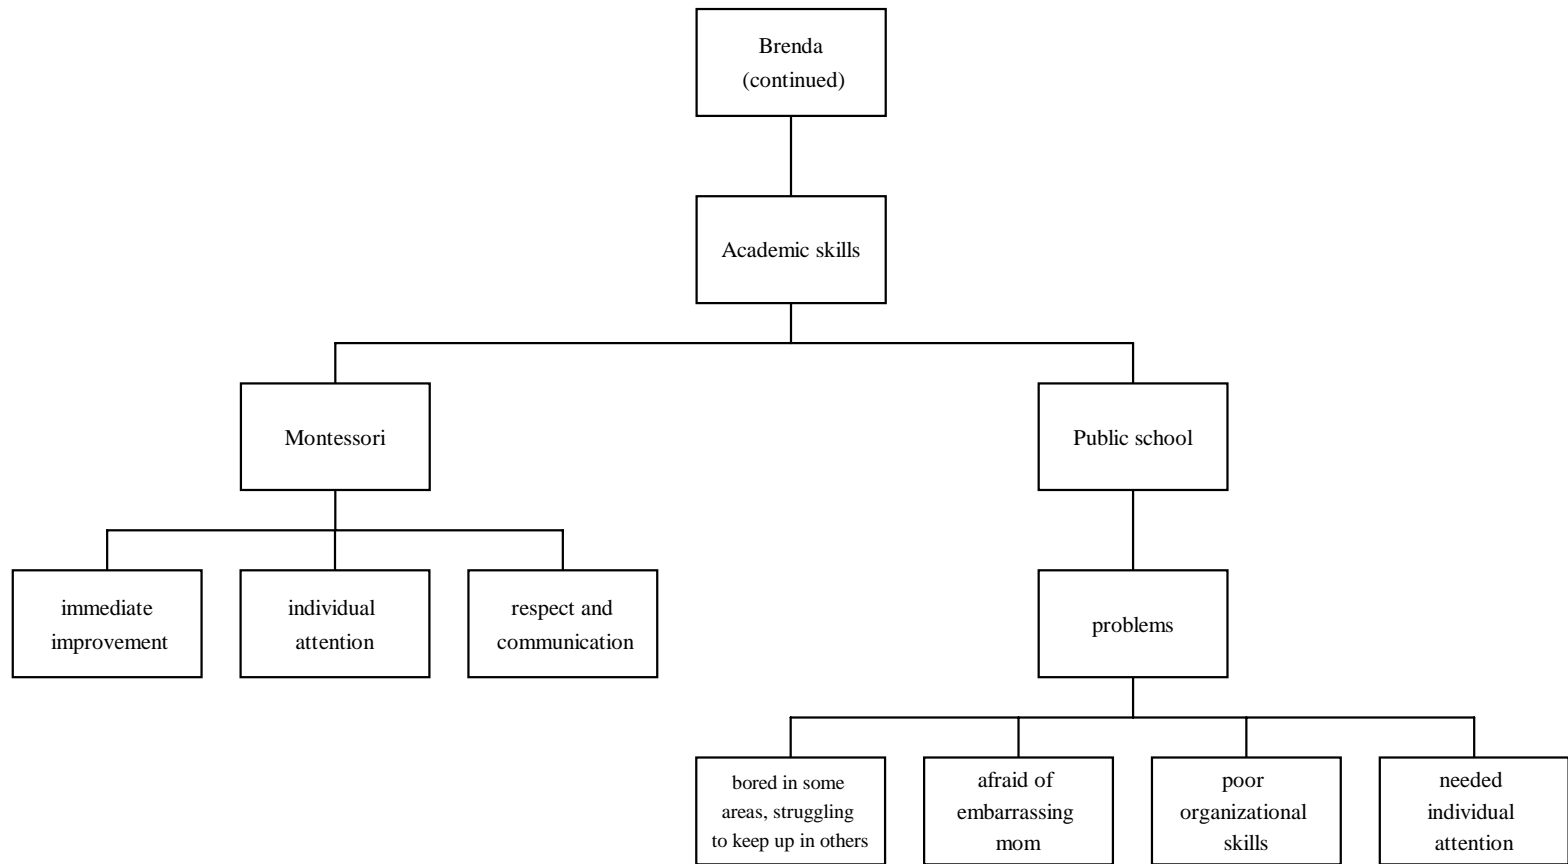 Brenda
(continued)
Academic skills
Montessori
Public school
immediate
improvement
individual
attention
respect and
communication
problems
bored in some
areas, struggling
to keep up in others
afraid of
embarrassing
mom
poor
organizational
skills
needed
individual
attention